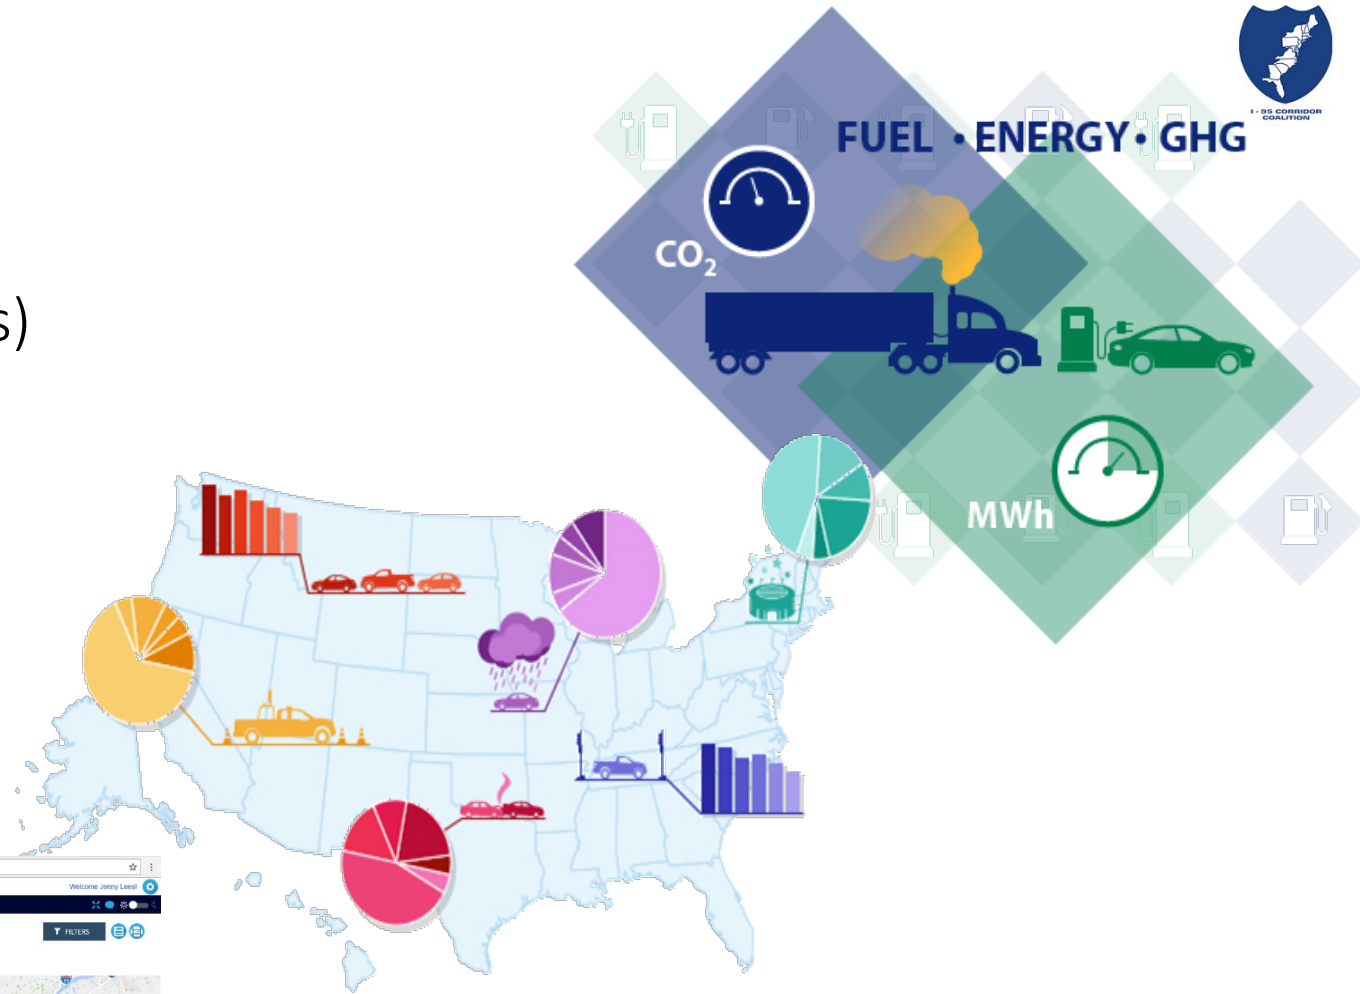 I - 95 CORRIDOR
COALITION
FUEL • ENERGY • GHG
CO₂
s)
MWh
Welcome Jenny Lees!
FILTERS